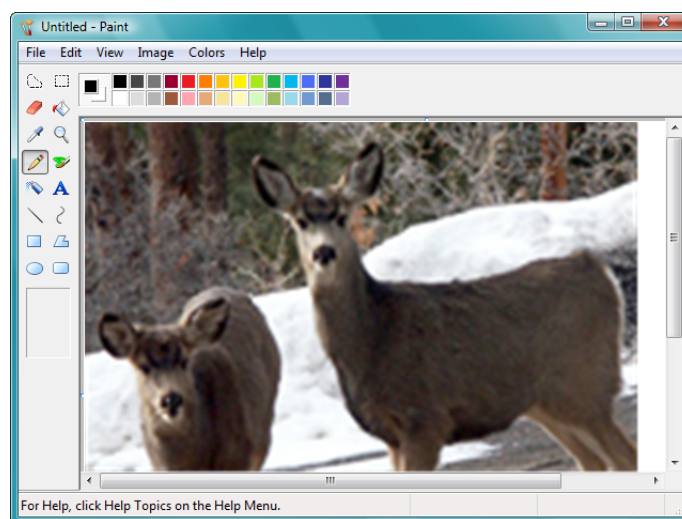 Untitled - Paint
File Edit View Image Colors Help
A
For Help, click Help Topics on the Help Menu.